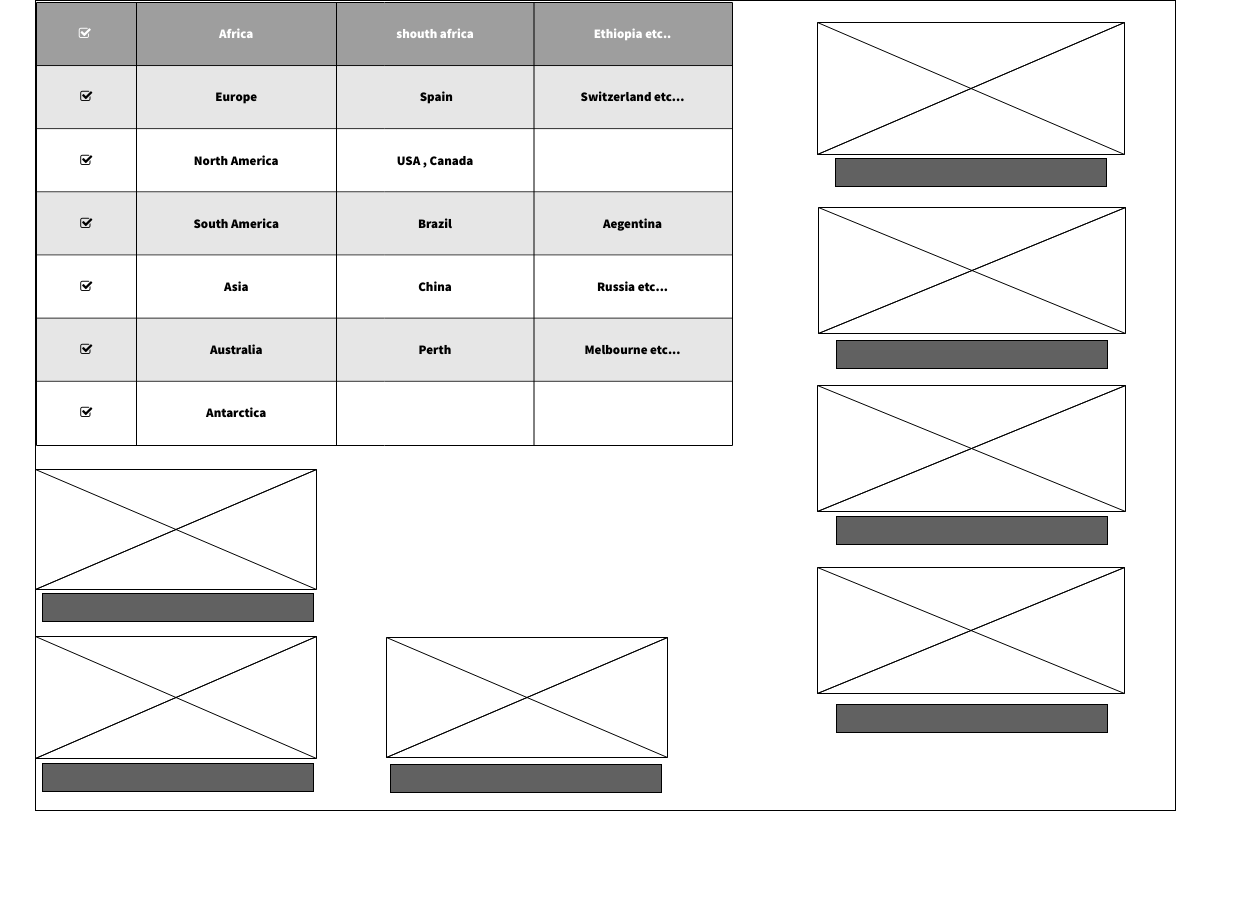 Africa shouth africa Ethiopia etc..
Europe Spain Switzerland etc...
North America USA , Canada
South America Brazil Aegentina
Asia China Russia etc...
Australia Perth Melbourne etc...
Antarctica